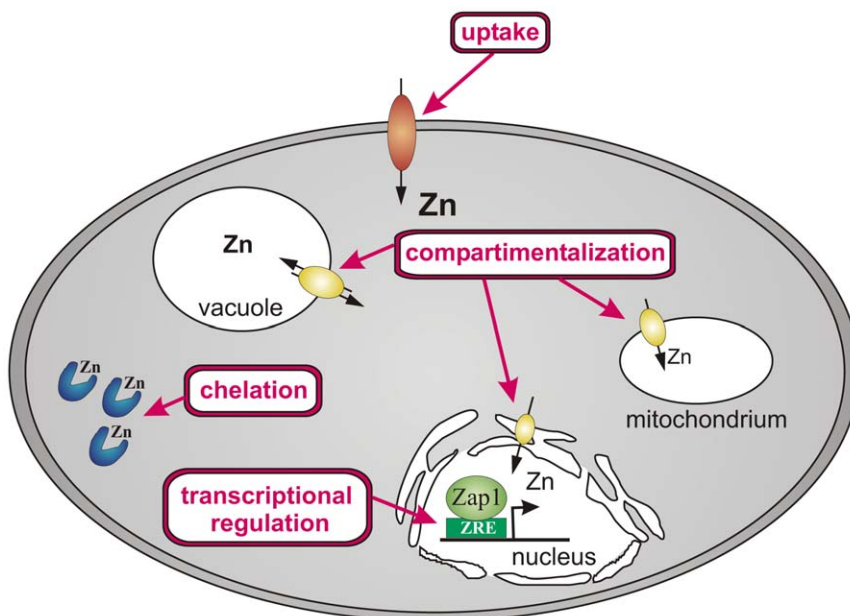 uptake
Zn
Zn
compartimentalization
vacuole
Zn
mitochondrium
Zn
Zn
Zn
chelation
Zn
transcriptional
regulation
Zap1
ZRE
nucleus